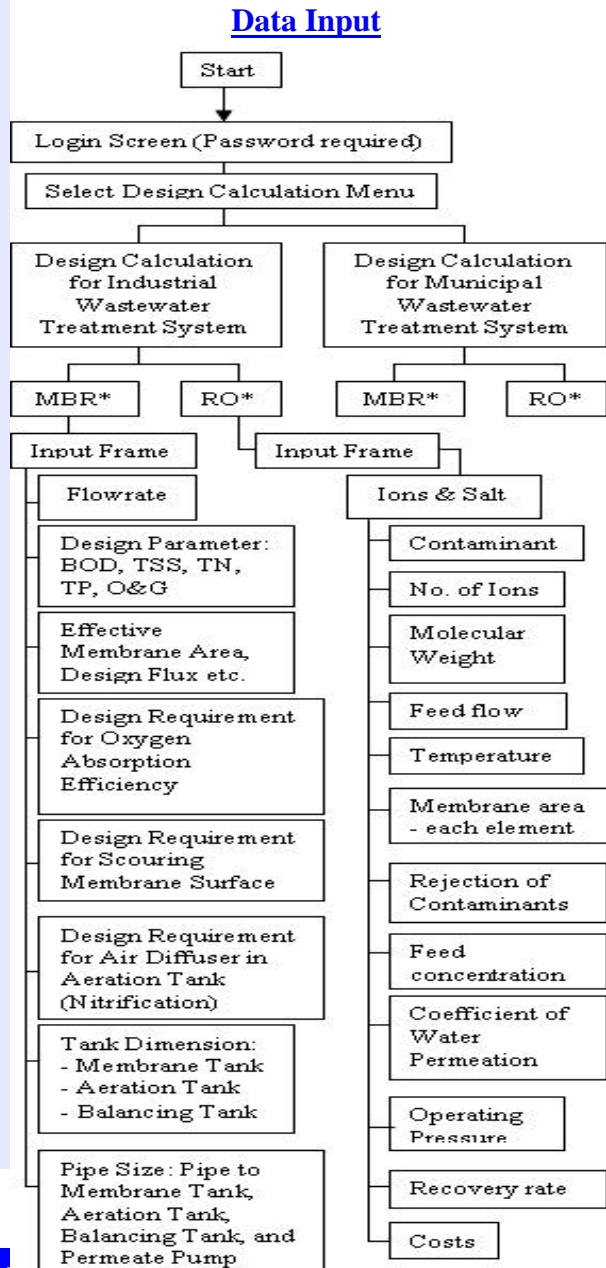 Data Input
Start
Login Screen (Password required)
Select Design Calculation Menu
Design Calculation
for Industrial
Wastewater
Treatment System
Design Calculation
for Municipal
Wastewater
Treatment System
MBR*
RO*
MBR*
RO*
Input Frame
Input Frame
Flowrate
Design Parameter:
BOD, TSS, TN,
TP, O&G
Effective
Membrane Area,
Design Flux etc.
Design Requirement
for Oxygen
Absorption
Efficiency
Design Requirement
for Scouring
Membrane Surface
Design Requirement
for Air Diffuser in
Aeration Tank
(Nitrification)
Tank Dimension:
- Membrane Tank
- Aeration Tank
- Balancing Tank
Pipe Size: Pipe to
Membrane Tank,
Aeration Tank,
Balancing Tank, and
Permeate Pump
Ions & Salt
Contaminant
No. of Ions
Molecular
Weight
Feed flow
Temperature
Membrane area
- each element
Rejection of
Contaminants
Feed
concentration
Coefficient of
Water
Permeation
Operating
Pressure
Recovery rate
Costs